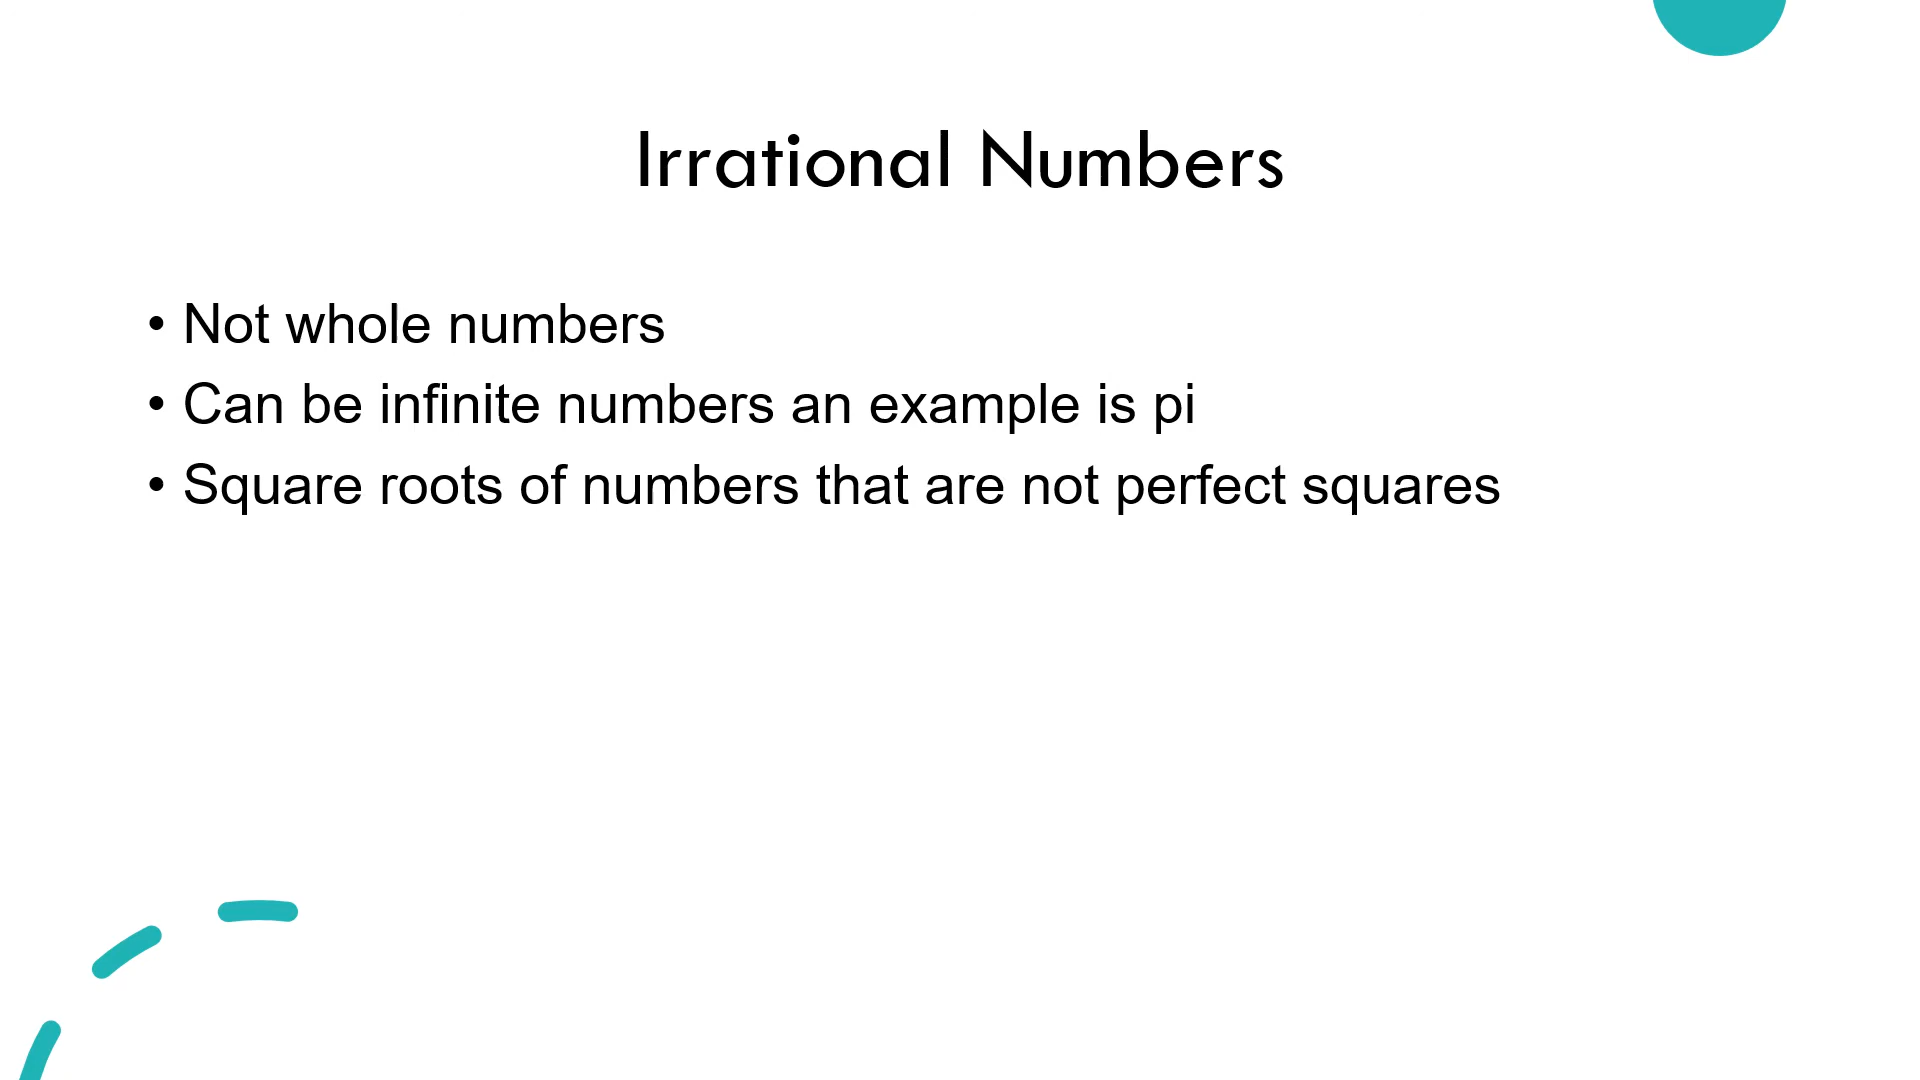 Irrational Numbers
• Not whole numbers
• Can be infinite numbers an example is pi
• Square roots of numbers that are not perfect squares